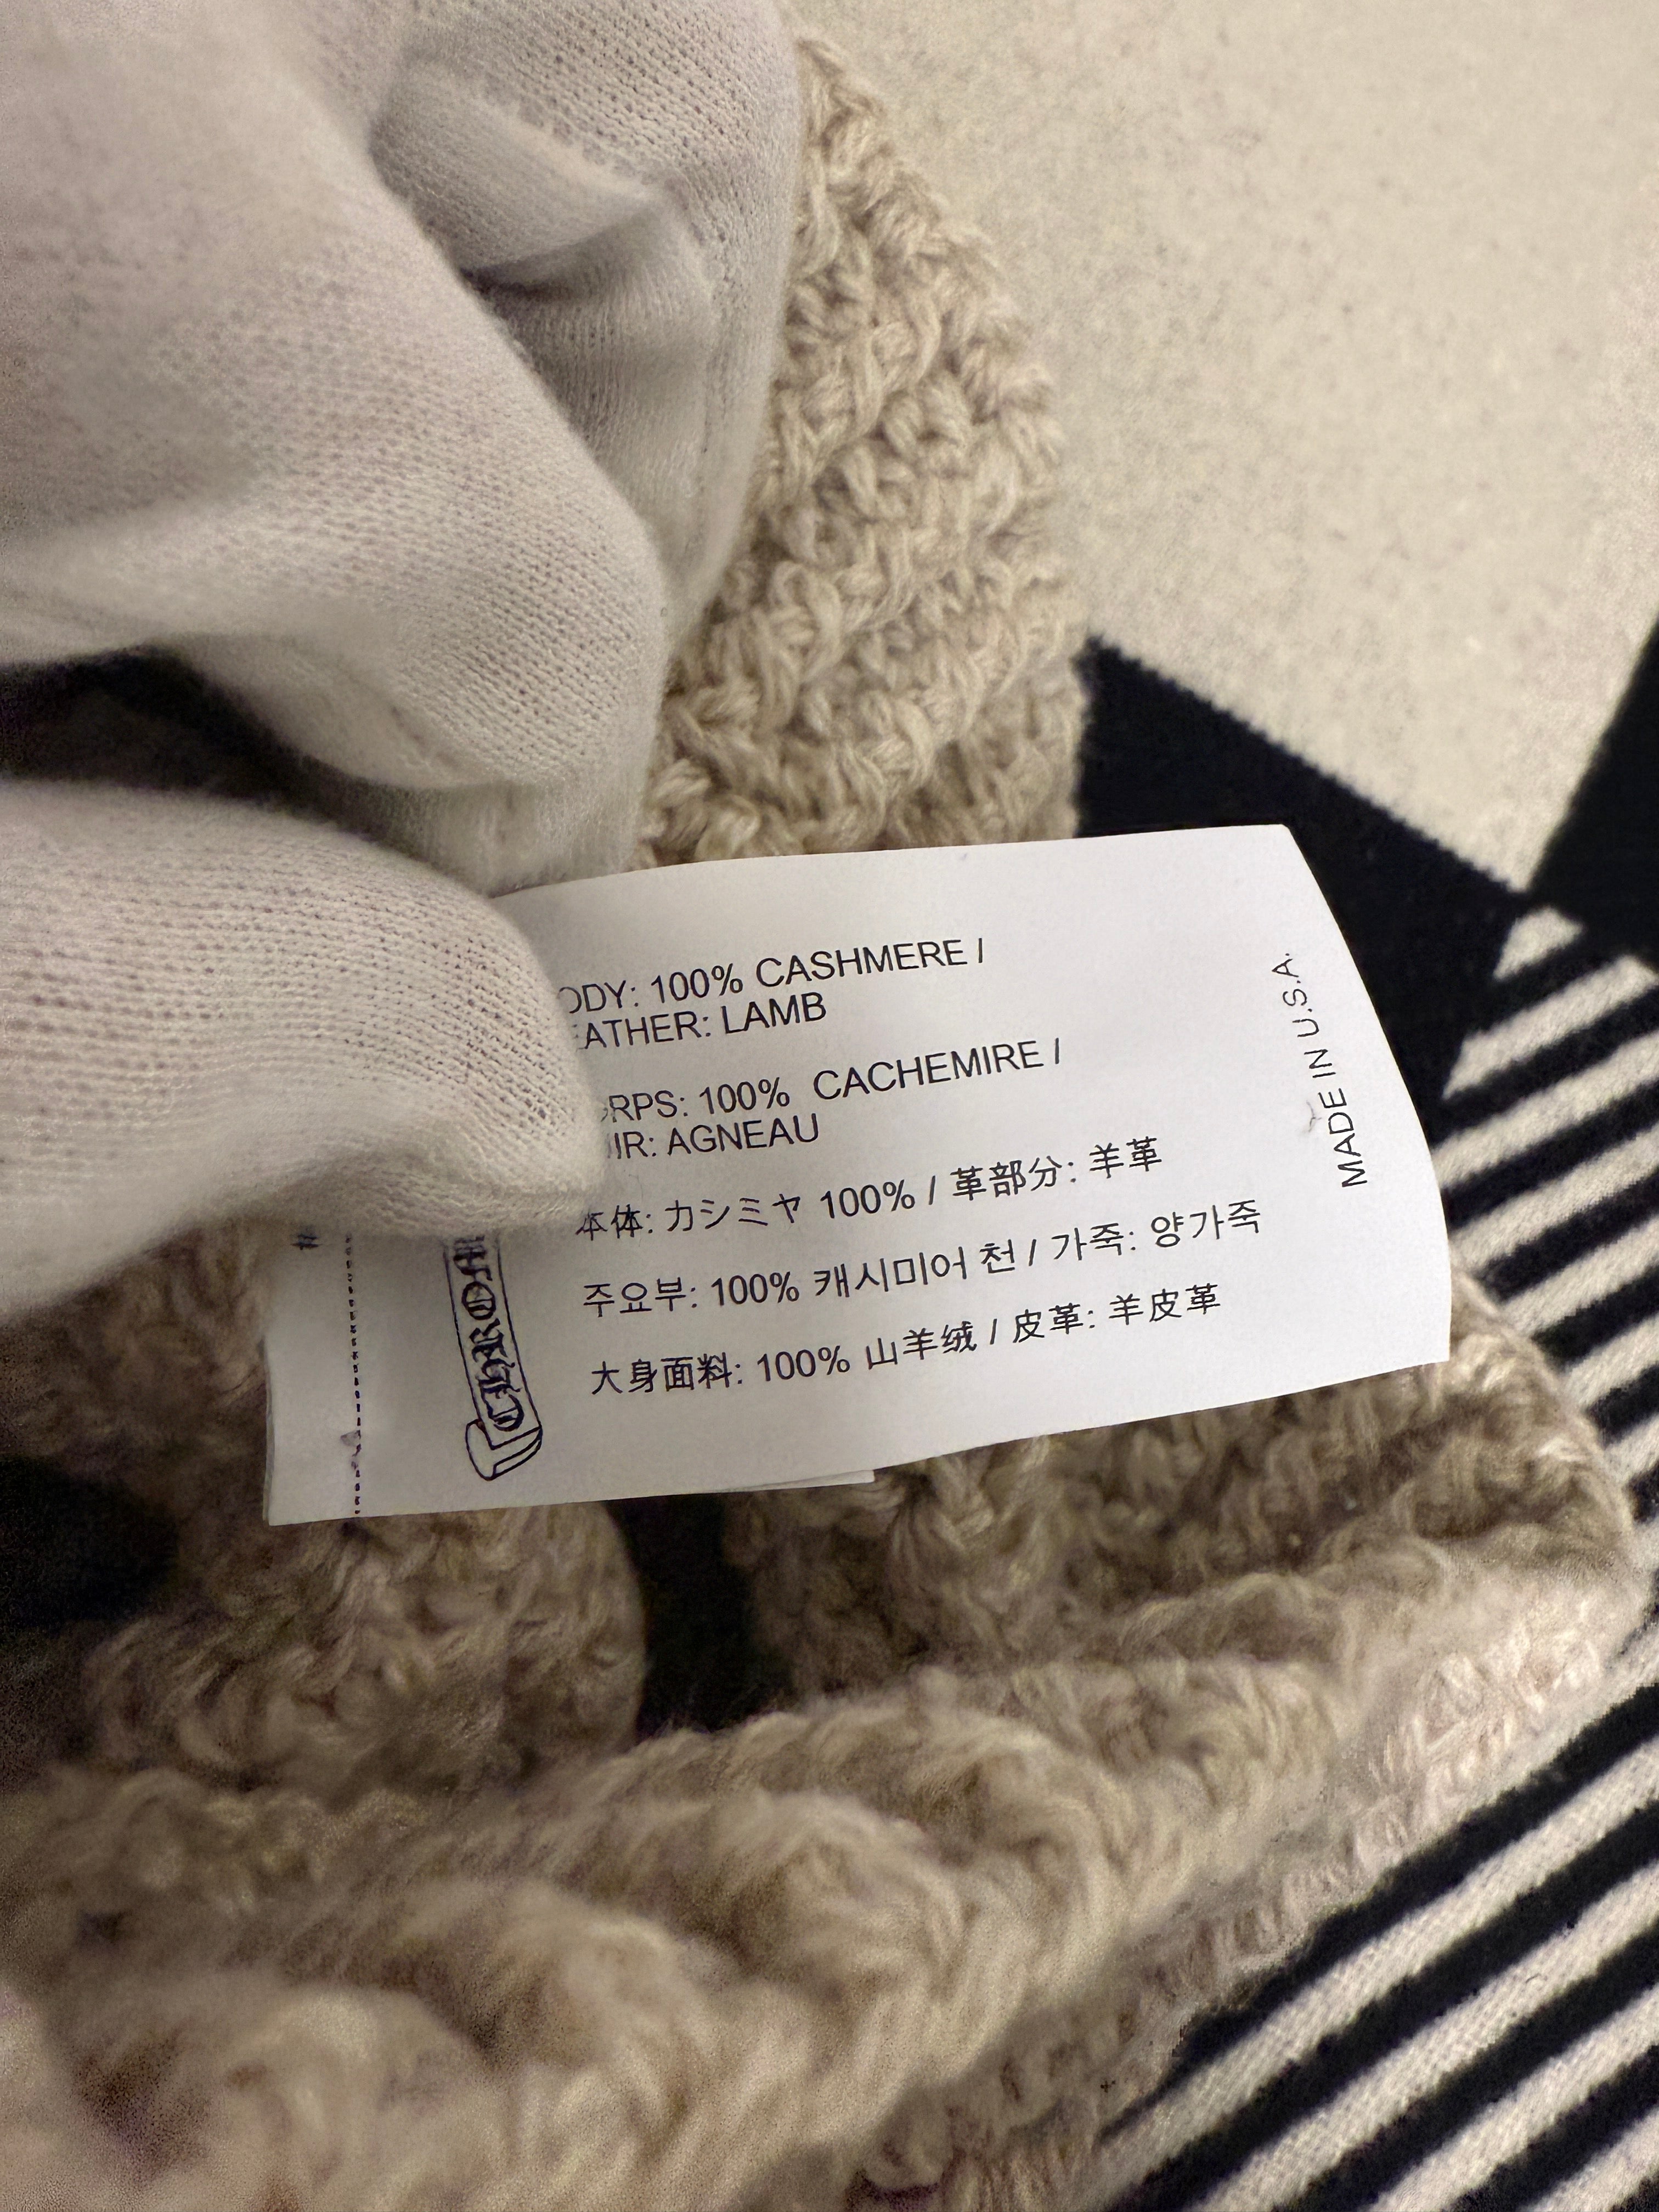 ODY: 100% CASHMERE /
EATHER: LAMB
ORPS: 100% CACHEMIRE /
UIR: AGNEAU
本体: カシミヤ 100% / 革部分: 羊革
주요부: 100% 캐시미어 천 / 가죽: 양가죽
大身面料: 100% 山羊绒 / 皮革: 羊皮革
MADE IN U.S.A.
CHROM
#